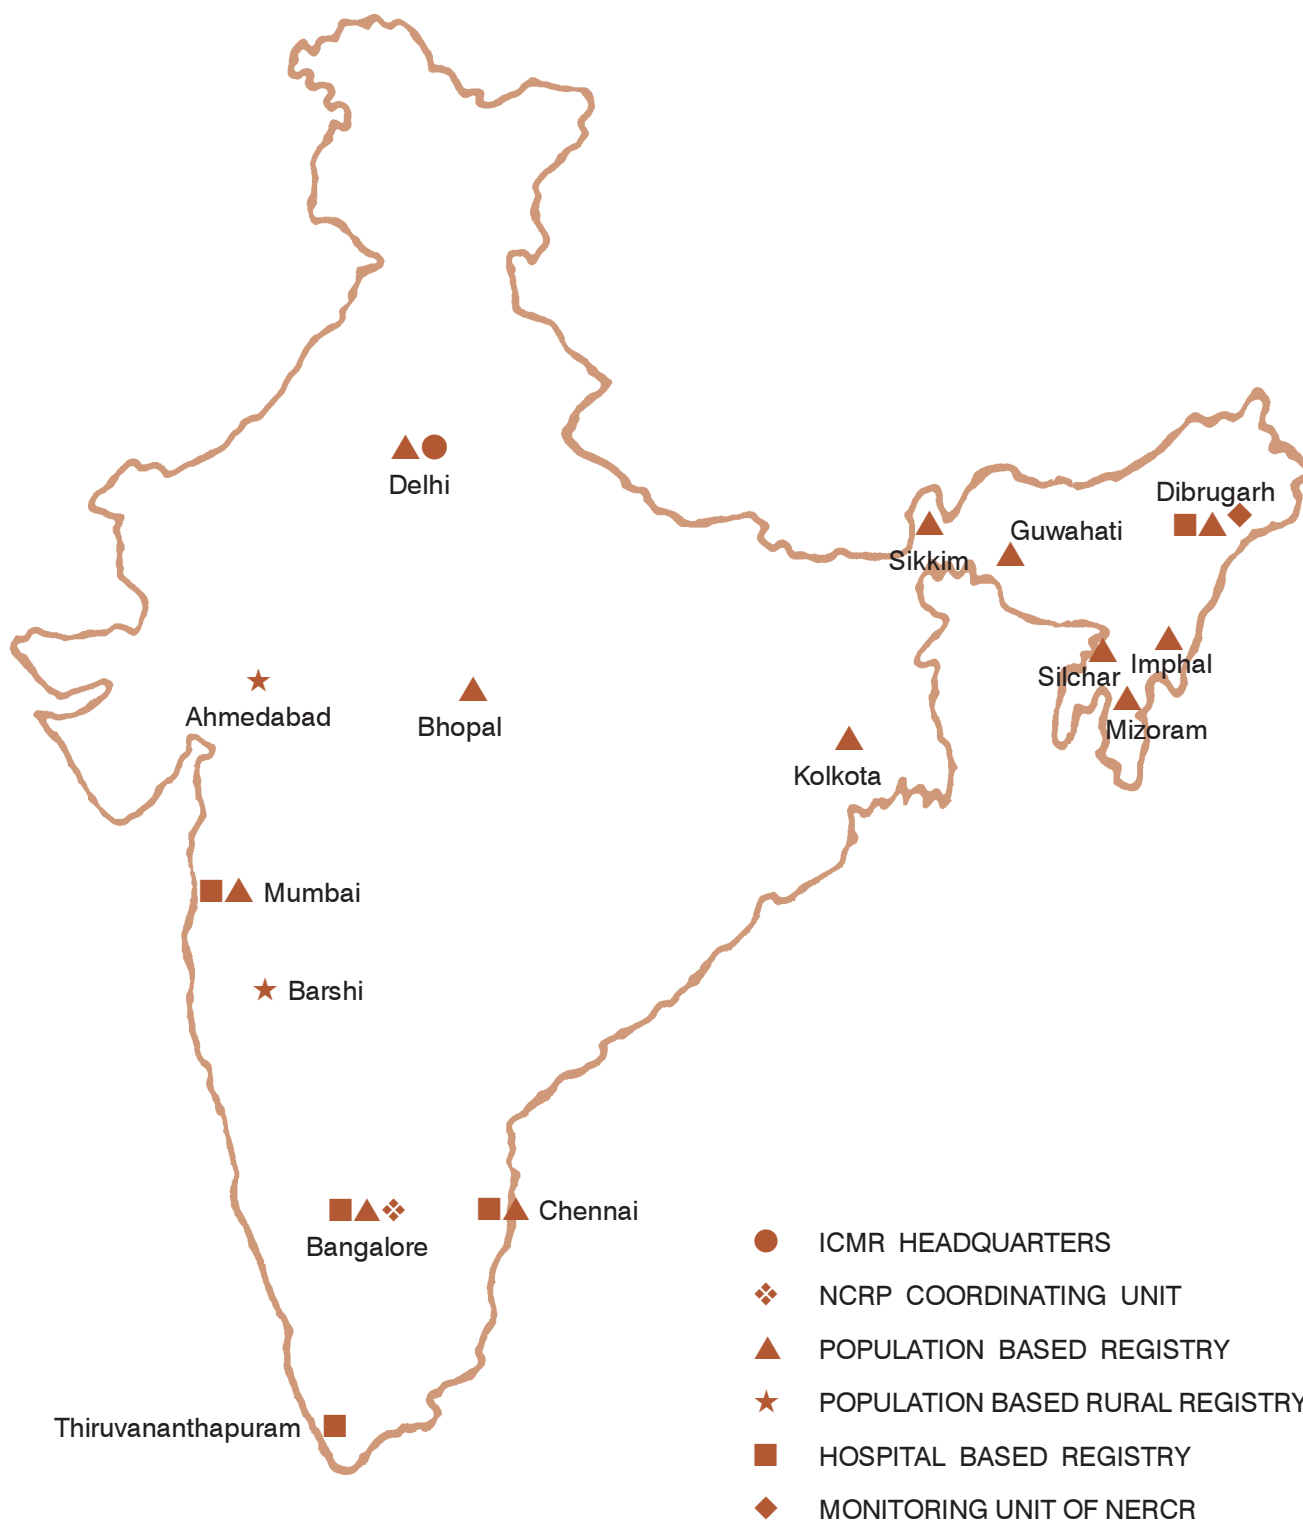 Delhi
Dibrugarh
Guwahati
Sikkim
Silchar
Imphal
Mizoram
Ahmedabad
Bhopal
Kolkota
Mumbai
Barshi
Bangalore
Chennai
Thiruvananthapuram
ICMR HEADQUARTERS
NCRP COORDINATING UNIT
POPULATION BASED REGISTRY
POPULATION BASED RURAL REGISTRY
HOSPITAL BASED REGISTRY
MONITORING UNIT OF NERCR